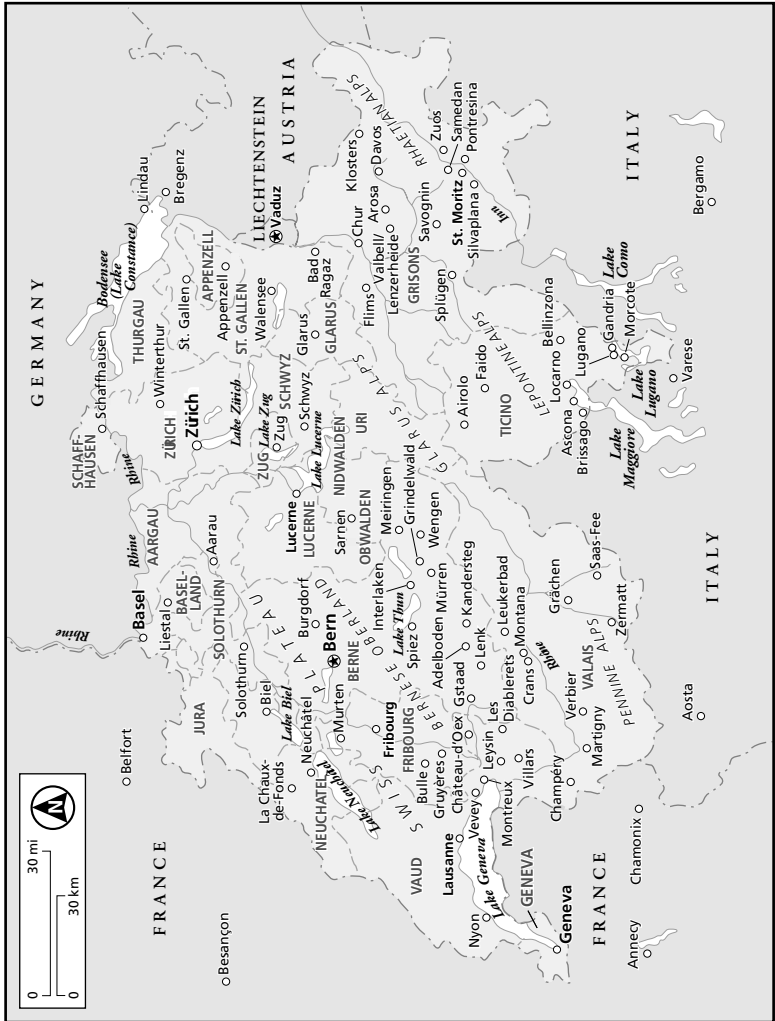 0
30 mi
0
30 km
N
GERMANY
FRANCE
FRANCE
ITALY
ITALY
AUSTRIA
LIECHTENSTEIN
Vaduz
Belfort
Besançon
Basel
Rhine
Rhine
Rhine
SCHAFF-
HAUSEN
Schaffhausen
Bodensee
(Lake
Constance)
Lindau
Bregenz
THURGAU
Winterthur
St. Gallen
APPENZELL
Appenzell
ST. GALLEN
ZÜRICH
Zürich
Lake Zürich
Walensee
AARGAU
Aarau
Liestal
BASEL-
LAND
SOLOTHURN
Solothurn
JURA
Biel
Lake Biel
La Chaux-
de-Fonds
Neuchâtel
NEUCHATEL
Lake Neuchatel
SWISS PLATEAU
Murten
Burgdorf
Bern
BERNE
Lucerne
LUCERNE
Lake Lucerne
ZUG
Zug
Lake Zug
SCHWYZ
Schwyz
Glarus
GLARUS
Bad
Ragaz
NIDWALDEN
URI
Sarnen
OBWALDEN
GLARUS ALPS
Flims
Chur
Klosters
Davos
Arosa
Valbella/
Lenzerheide
GRISONS
RHAETIAN ALPS
Savognin
Splügen
Zuos
Samedan
Pontresina
St. Moritz
Silvaplana
Inn
Fribourg
FRIBOURG
Bulle
Gruyères
BERNESE OBERLAND
Interlaken
Lake Thun
Spiez
Meiringen
Grindelwald
Wengen
Mürren
Kandersteg
Adelboden
Lenk
Gstaad
Château-d'Oex
VAUD
Lausanne
Vevey
Montreux
Lake Geneva
Nyon
GENEVA
Geneva
Leysin
Les
Diablerets
Villars
Crans
Montana
Leukerbad
Rhône
Champéry
Martigny
Verbier
VALAIS
PENNINE ALPS
Grächen
Saas-Fee
Zermatt
Airolo
Faido
TICINO
LEPONTINE ALPS
Bellinzona
Locarno
Ascona
Brissago
Lugano
Gandria
Morcote
Lake
Maggiore
Lake
Lugano
Lake
Como
Varese
Bergamo
Aosta
Chamonix
Annecy